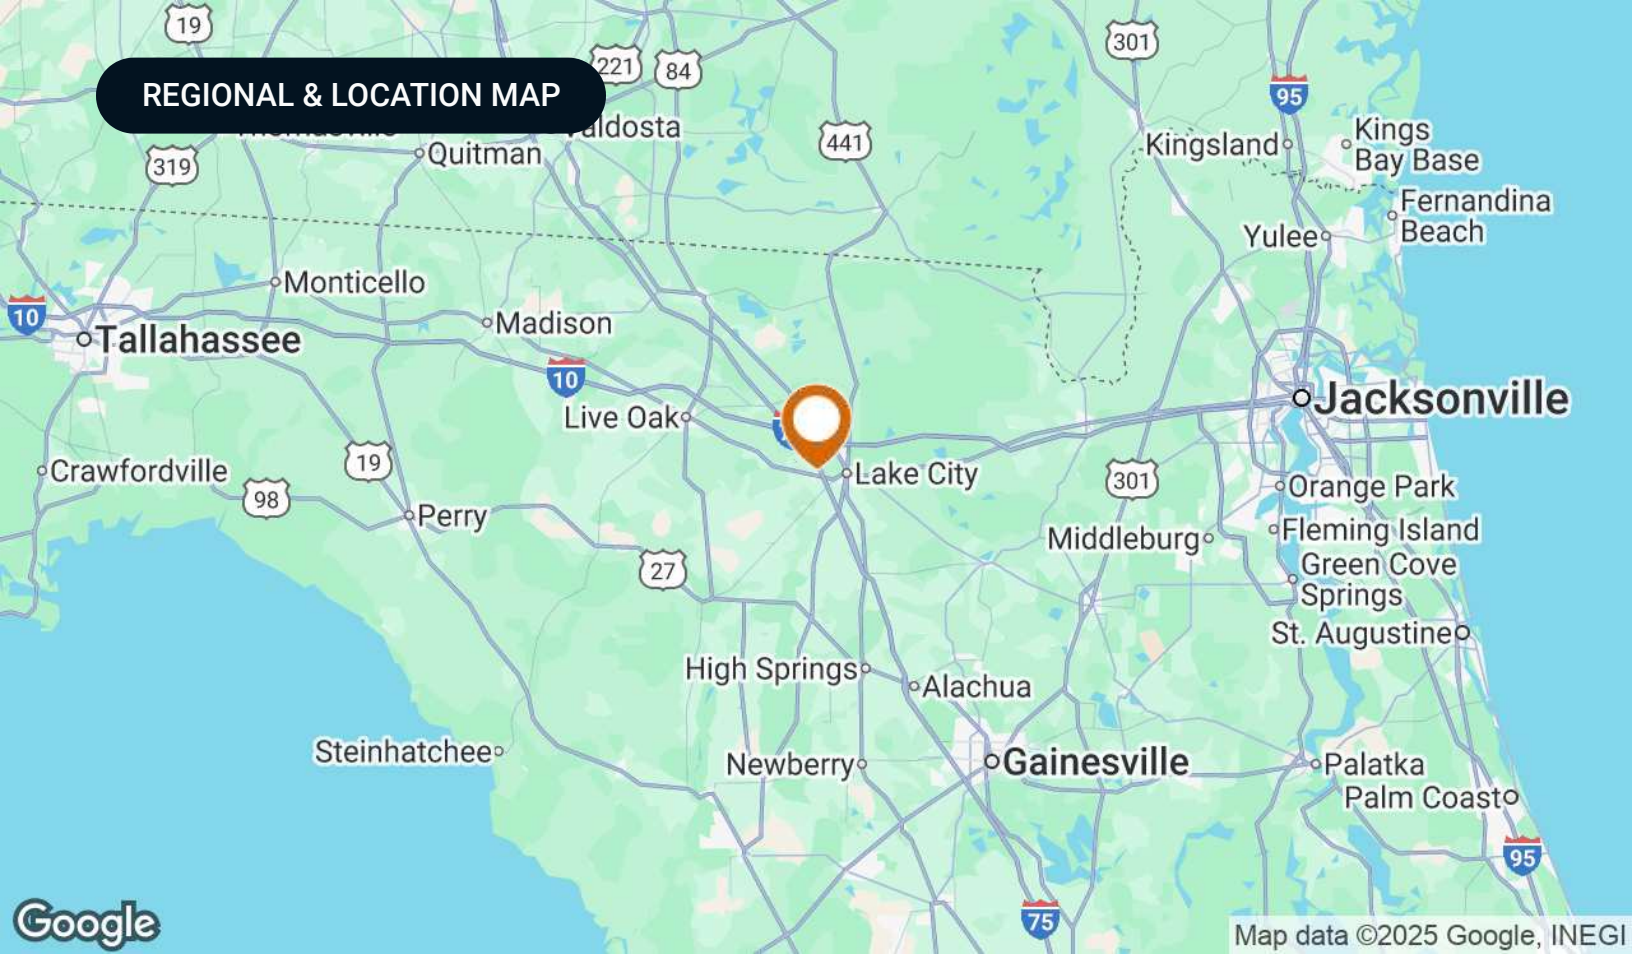 19
221
84
301
95
REGIONAL & LOCATION MAP
Valdosta
441
Quitman
319
Kingsland
Kings
Bay Base
Fernandina
Beach
Yulee
Monticello
10
Tallahassee
Madison
10
Jacksonville
Live Oak
Crawfordville
19
98
Perry
Lake City
301
Orange Park
Middleburg
Fleming Island
Green Cove
Springs
27
St. Augustine
High Springs
Alachua
Steinhatchee
Newberry
Gainesville
Palatka
Palm Coast
95
75
Google
Map data ©2025 Google, INEGI